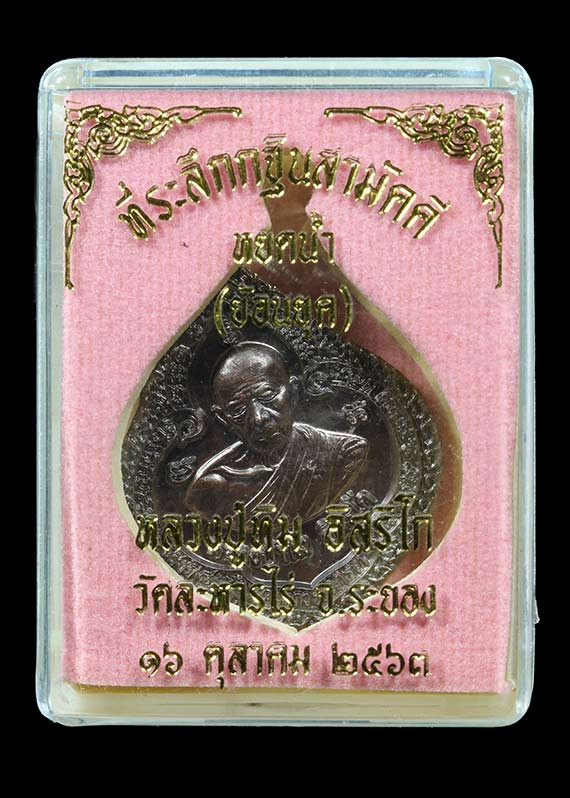 ที่ระลึกกฐินสามัคคี
หยดน้ำ
(ย้อนยุค)
หลวงปู่ทิม อิสริโก
วัดละหารไร่ จ.ระยอง
๑๖ ตุลาคม ๒๕๖๓